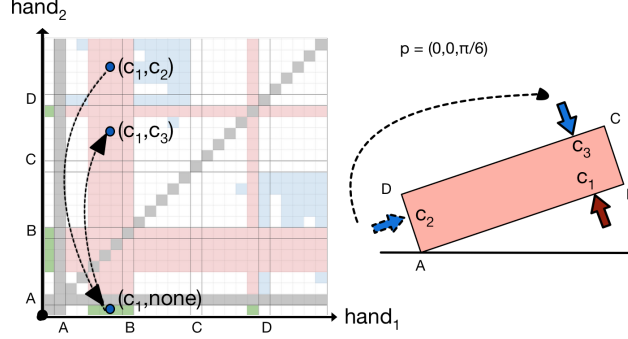 hand2
(c1,c2)
D
(c1,c3)
C
B
A
(c1,none)
hand1
A
B
C
D
p = (0,0,π/6)
C
c3
c1
D
c2
A